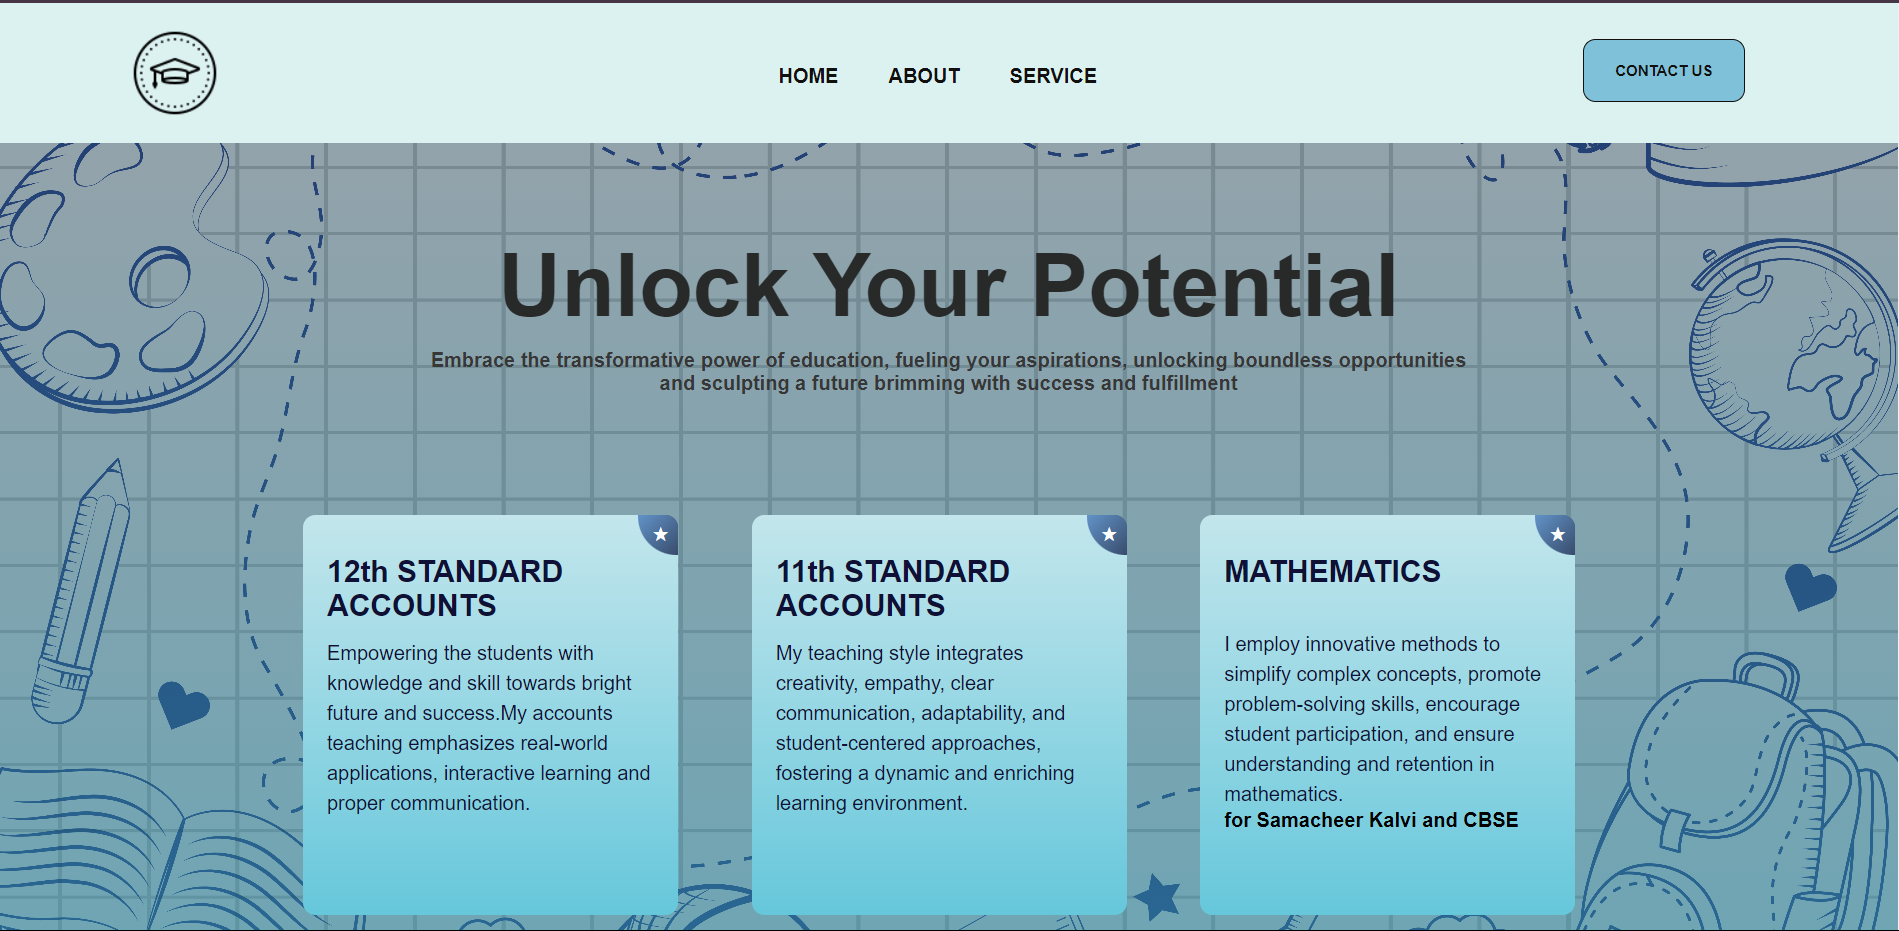 HOME ABOUT SERVICE
CONTACT US
Unlock Your Potential
Embrace the transformative power of education, fueling your aspirations, unlocking boundless opportunities
and sculpting a future brimming with success and fulfillment
12th STANDARD
ACCOUNTS
Empowering the students with
knowledge and skill towards bright
future and success.My accounts
teaching emphasizes real-world
applications, interactive learning and
proper communication.
11th STANDARD
ACCOUNTS
My teaching style integrates
creativity, empathy, clear
communication, adaptability, and
student-centered approaches,
fostering a dynamic and enriching
learning environment.
MATHEMATICS
I employ innovative methods to
simplify complex concepts, promote
problem-solving skills, encourage
student participation, and ensure
understanding and retention in
mathematics.
for Samacheer Kalvi and CBSE